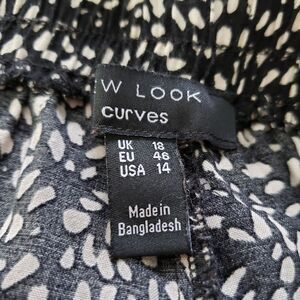 W LOOK
curves
UK 18
EU 46
USA 14
Made in
Bangladesh